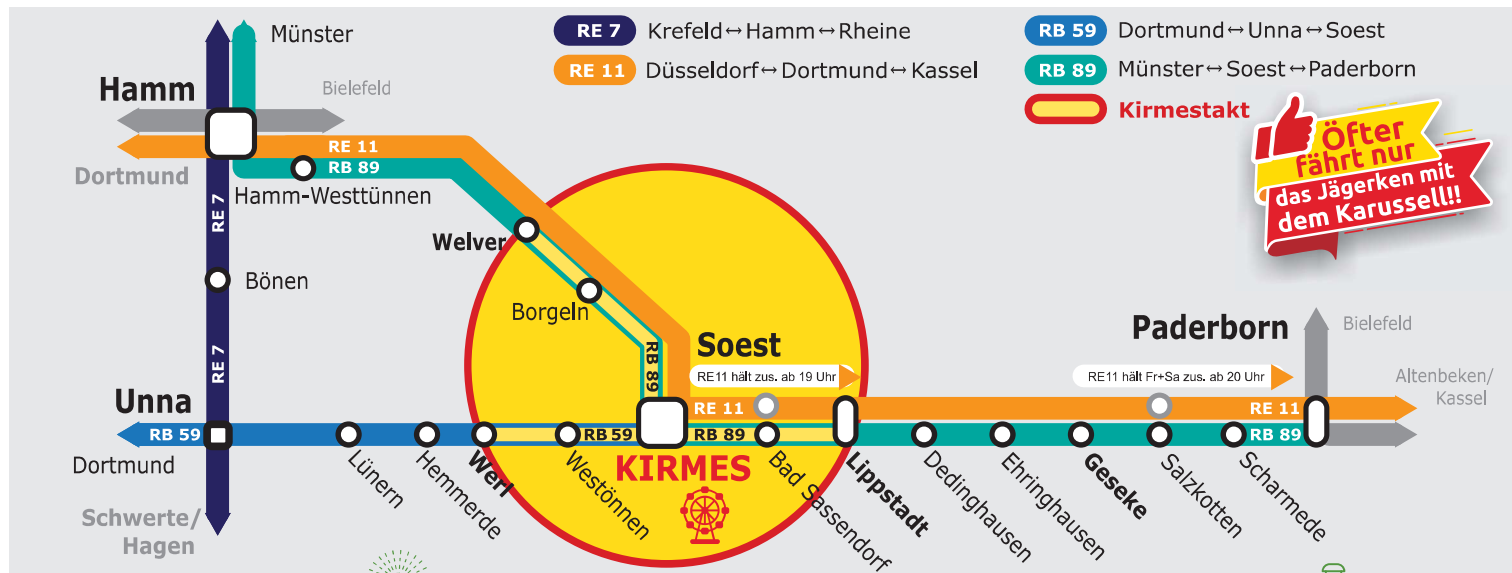 RE 7 Krefeld↔Hamm↔Rheine
RE 11 Düsseldorf↔Dortmund↔Kassel
RB 59 Dortmund↔Unna↔Soest
RB 89 Münster↔Soest↔Paderborn
Kirmestakt
Öfter
fährt nur
das Jägerken mit
dem Karussell!!
Münster
Hamm
Bielefeld
RE 11
RB 89
Dortmund
Hamm-Westtünnen
RE 7
Welver
Bönen
Borgeln
RB 89
Soest
RE11 hält zus. ab 19 Uhr
Paderborn
Bielefeld
RE11 hält Fr+Sa zus. ab 20 Uhr
Altenbeken/
Kassel
RE 7
Unna
RE 11
RE 11
RB 59
RB 59
RB 89
RB 89
Dortmund
Lünern
Hemmerde
Werl
Westönnen
KIRMES
Bad Sassendorf
Lippstadt
Dedinghausen
Ehringhausen
Geseke
Salzkotten
Scharmede
Schwerte/
Hagen